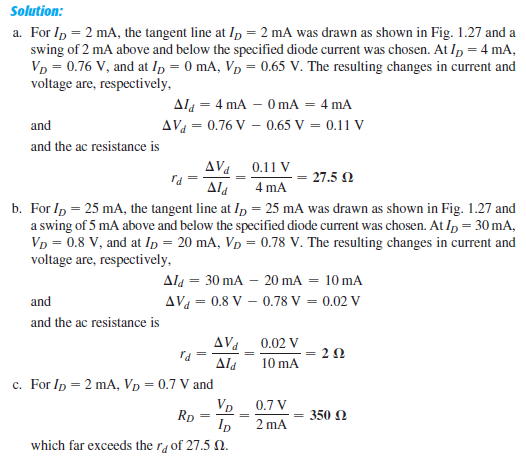 Solution:
a. For I_D = 2 mA, the tangent line at I_D = 2 mA was drawn as shown in Fig. 1.27 and a
swing of 2 mA above and below the specified diode current was chosen. At I_D = 4 mA,
V_D = 0.76 V, and at I_D = 0 mA, V_D = 0.65 V. The resulting changes in current and
voltage are, respectively,
ΔI_d = 4 mA − 0 mA = 4 mA
and ΔV_d = 0.76 V − 0.65 V = 0.11 V
and the ac resistance is
r_d = ΔV_d / ΔI_d = 0.11 V / 4 mA = 27.5 Ω
b. For I_D = 25 mA, the tangent line at I_D = 25 mA was drawn as shown in Fig. 1.27 and
a swing of 5 mA above and below the specified diode current was chosen. At I_D = 30 mA,
V_D = 0.8 V, and at I_D = 20 mA, V_D = 0.78 V. The resulting changes in current and
voltage are, respectively,
ΔI_d = 30 mA − 20 mA = 10 mA
and ΔV_d = 0.8 V − 0.78 V = 0.02 V
and the ac resistance is
r_d = ΔV_d / ΔI_d = 0.02 V / 10 mA = 2 Ω
c. For I_D = 2 mA, V_D = 0.7 V and
R_D = V_D / I_D = 0.7 V / 2 mA = 350 Ω
which far exceeds the r_d of 27.5 Ω.